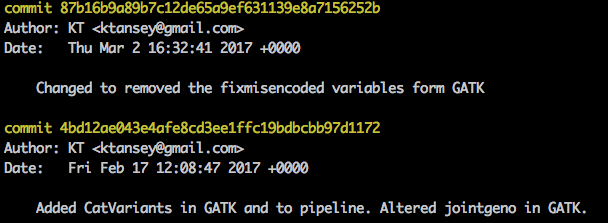 commit 87b16b9a89b7c12de65a9ef631139e8a7156252b
Author: KT <ktansey@gmail.com>
Date:   Thu Mar 2 16:32:41 2017 +0000
Changed to removed the fixmisencoded variables form GATK
commit 4bd12ae043e4afe8cd3ee1ffc19bdbcbb97d1172
Author: KT <ktansey@gmail.com>
Date:   Fri Feb 17 12:08:47 2017 +0000
Added CatVariants in GATK and to pipeline. Altered jointgeno in GATK.